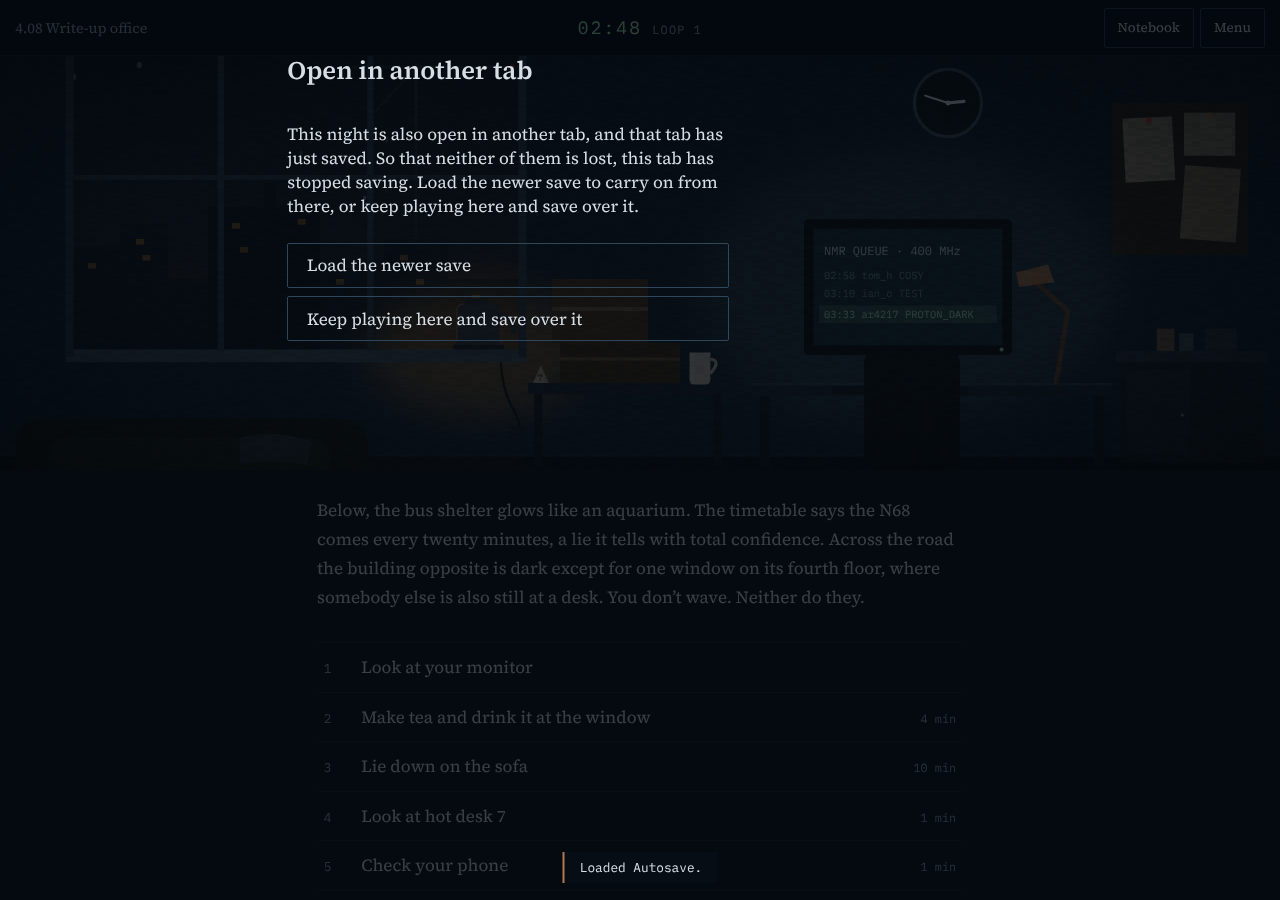 4.08 Write-up office
02:48 LOOP 1
Notebook
Menu
Open in another tab
This night is also open in another tab, and that tab has
just saved. So that neither of them is lost, this tab has
stopped saving. Load the newer save to carry on from
there, or keep playing here and save over it.
Load the newer save
Keep playing here and save over it
NMR QUEUE · 400 MHz
02:58 tom_h COSY
03:10 ian_o TEST
03:33 ar4217 PROTON_DARK
Below, the bus shelter glows like an aquarium. The timetable says the N68
comes every twenty minutes, a lie it tells with total confidence. Across the road
the building opposite is dark except for one window on its fourth floor, where
somebody else is also still at a desk. You don’t wave. Neither do they.
1 Look at your monitor
2 Make tea and drink it at the window 4 min
3 Lie down on the sofa 10 min
4 Look at hot desk 7 1 min
5 Check your phone 1 min
Loaded Autosave.